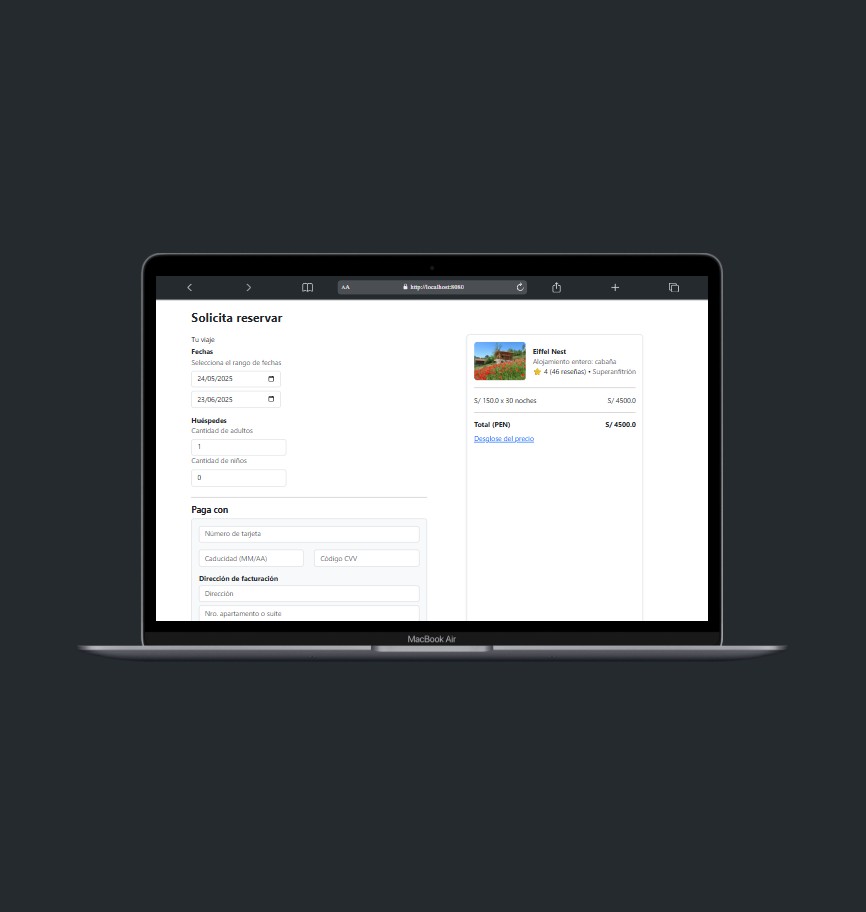 AA
http://localhost:8080
Solicita reservar
Tu viaje
Fechas
Selecciona el rango de fechas
24/05/2025
23/06/2025
Huéspedes
Cantidad de adultos
1
Cantidad de niños
0
Paga con
Número de tarjeta
Caducidad (MM/AA) Código CVV
Dirección de facturación
Dirección
Nro. apartamento o suite
Eiffel Nest
Alojamiento entero: cabaña
4 (46 reseñas) • Superanfitrión
S/ 150.0 x 30 noches S/ 4500.0
Total (PEN) S/ 4500.0
Desglose del precio
MacBook Air